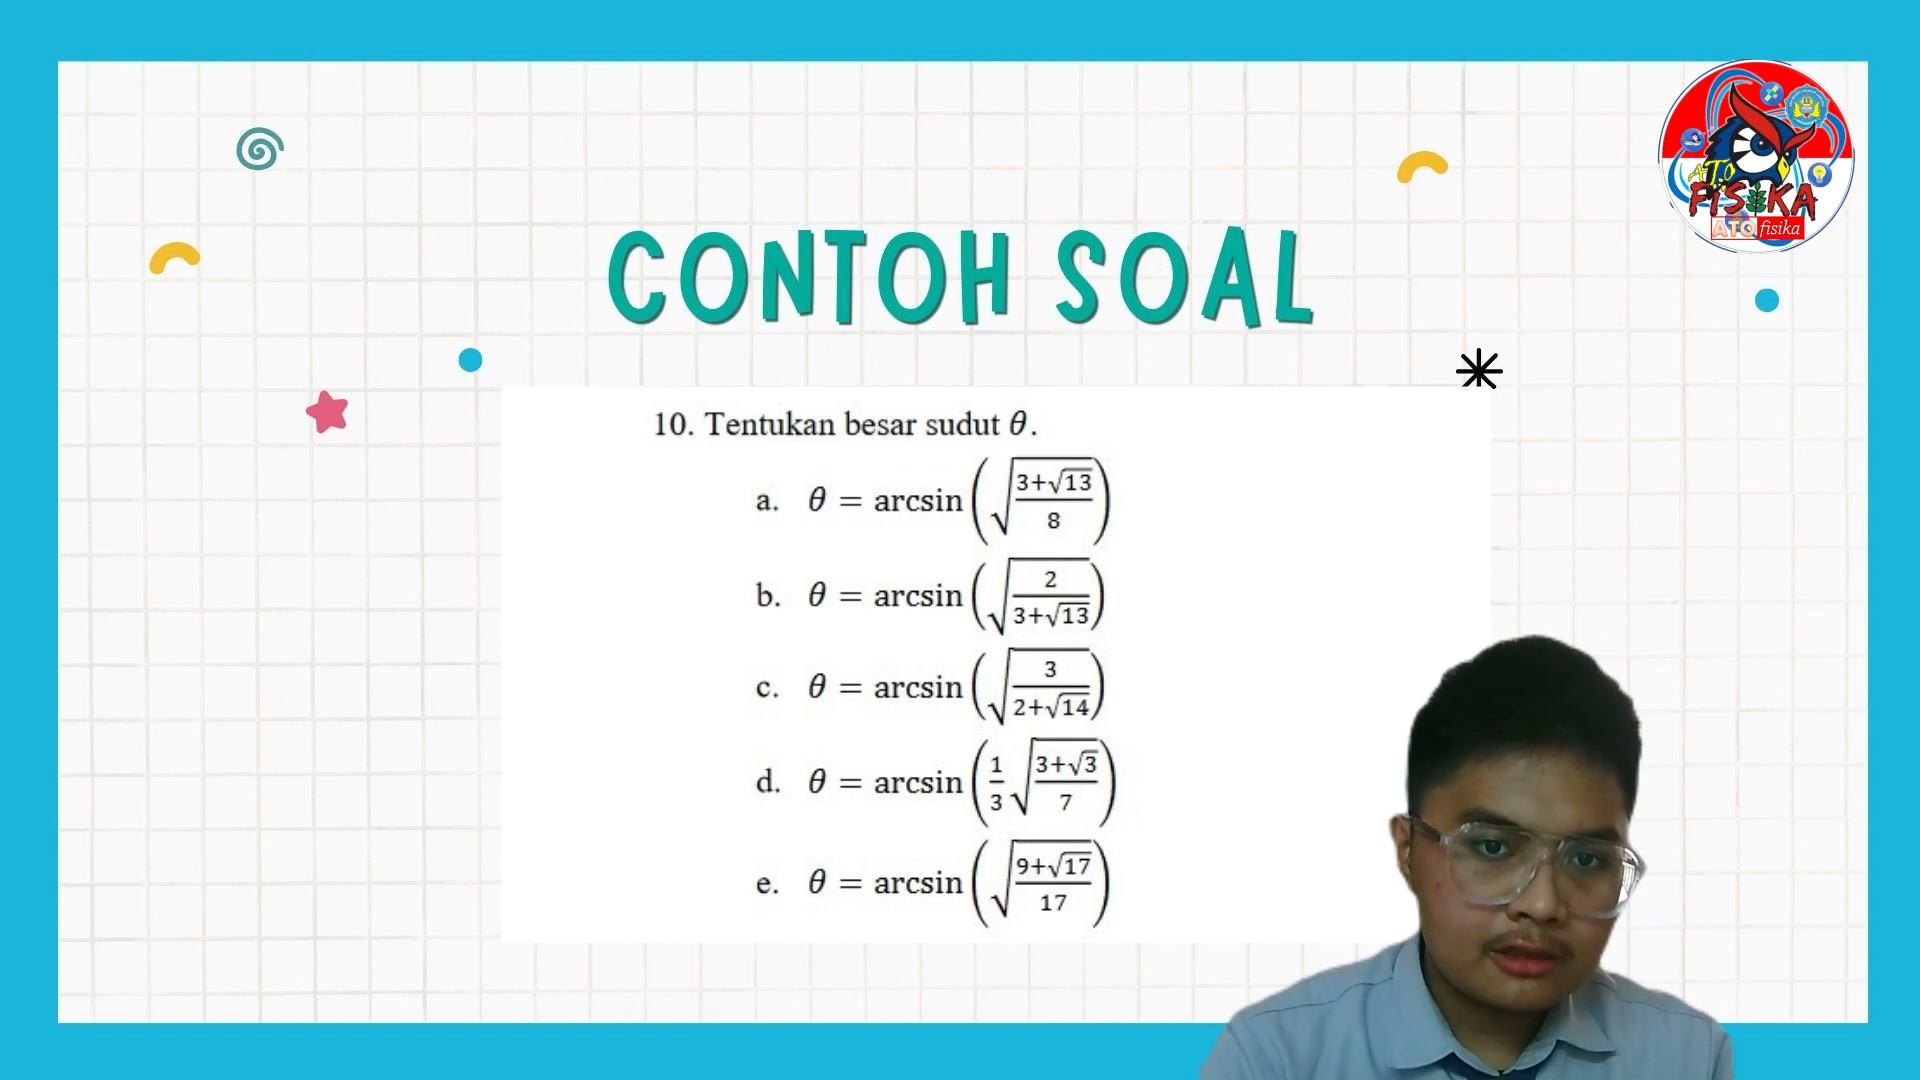 ATO
FISIKA
ATO fisika
CONTOH SOAL
10. Tentukan besar sudut θ.
a. θ = arcsin(√((3+√13)/8))
b. θ = arcsin(√(2/(3+√13)))
c. θ = arcsin(√(3/(2+√14)))
d. θ = arcsin(1/3 √((3+√3)/7))
e. θ = arcsin(√((9+√17)/17))